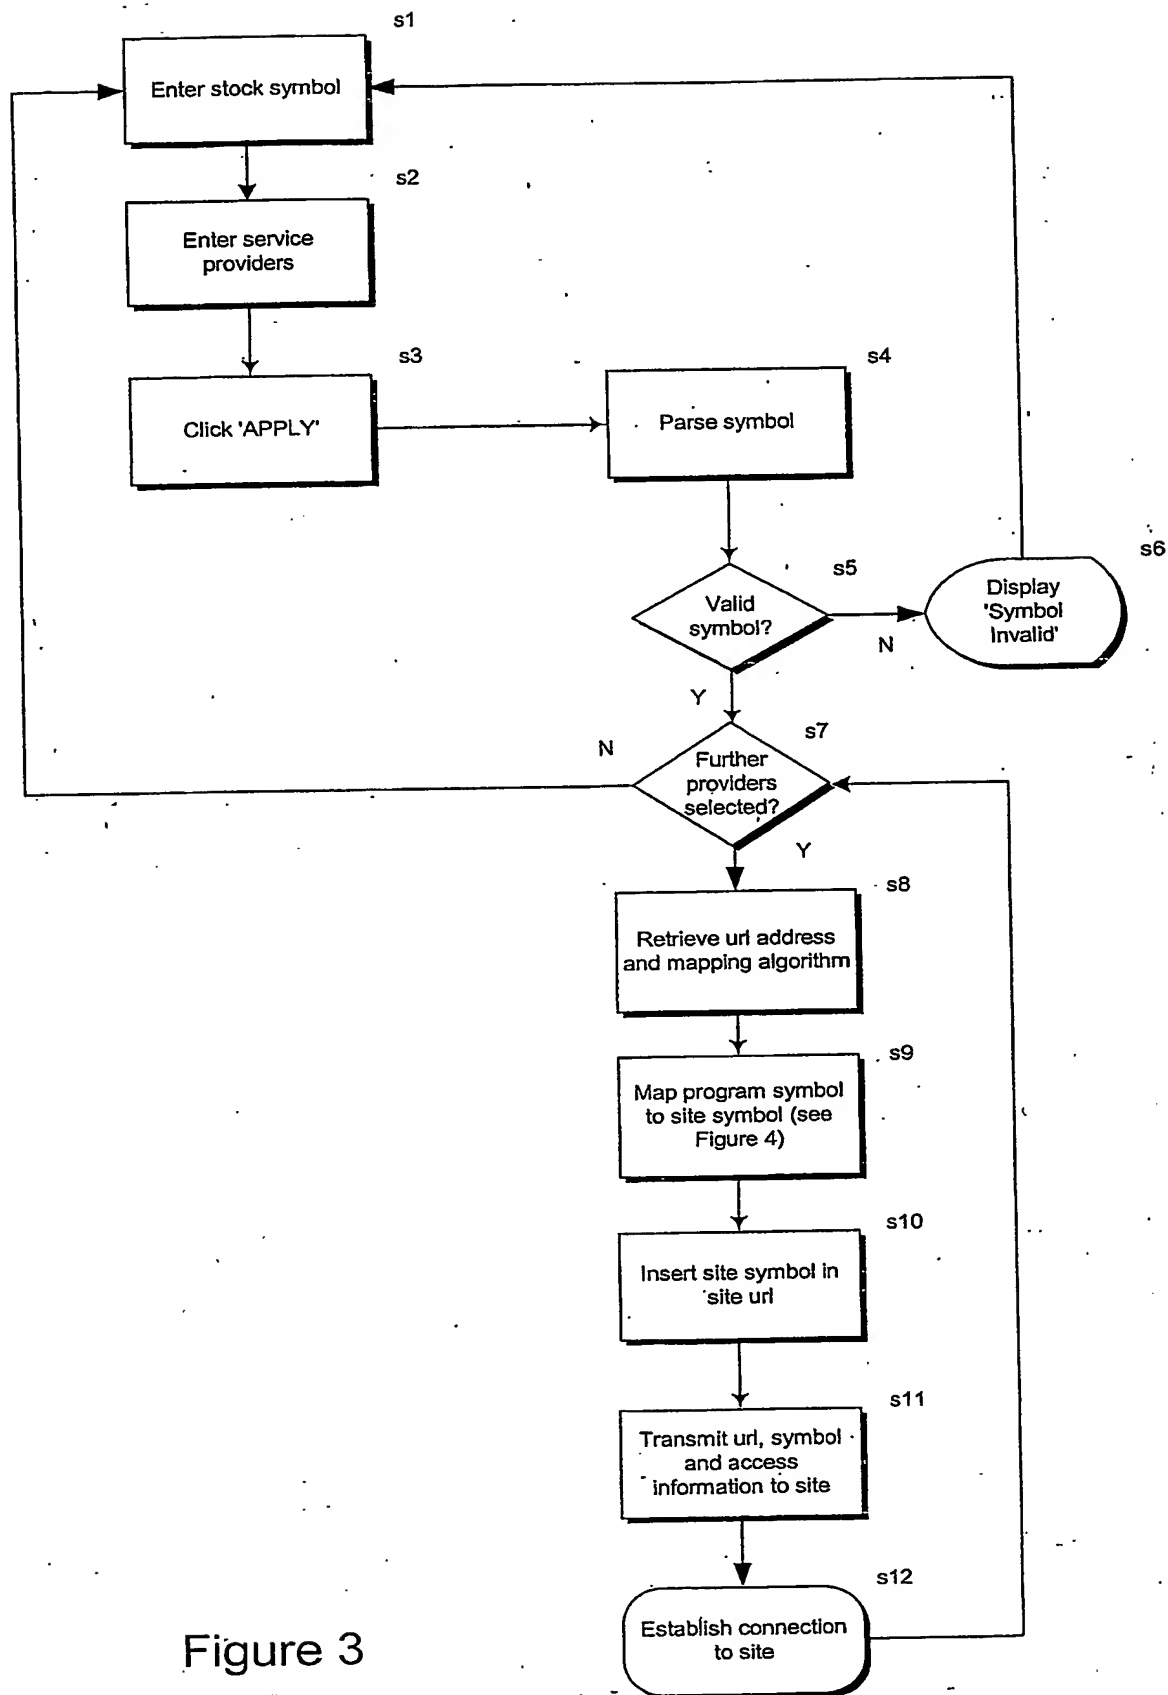 s1
Enter stock symbol
s2
Enter service
providers
s3
Click 'APPLY'
s4
Parse symbol
s5
Valid
symbol?
N
s6
Display
'Symbol
Invalid'
Y
s7
N
Further
providers
selected?
Y
s8
Retrieve url address
and mapping algorithm
s9
Map program symbol
to site symbol (see
Figure 4)
s10
Insert site symbol in
site url
s11
Transmit url, symbol
and access
information to site
s12
Establish connection
to site
Figure 3